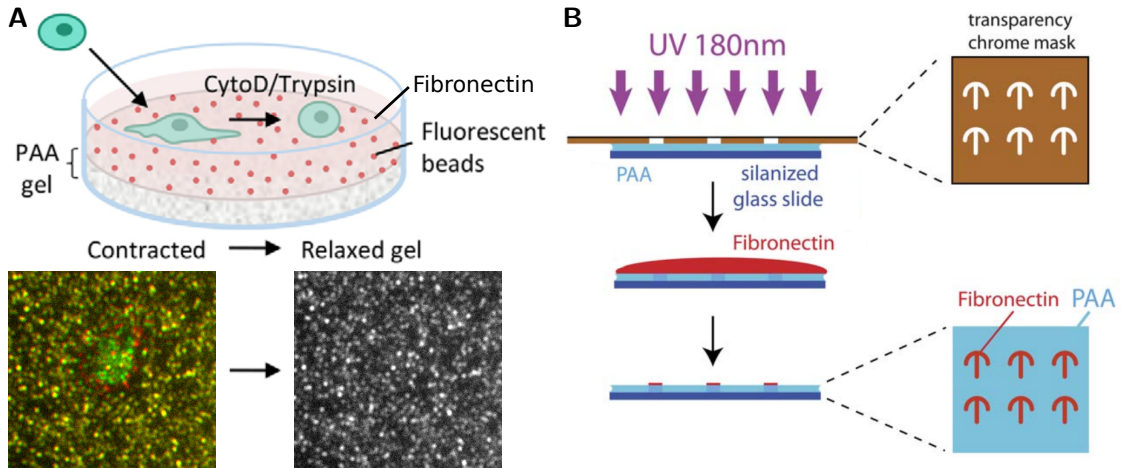 A
CytoD/Trypsin
Fibronectin
Fluorescent
beads
PAA
gel
Contracted
Relaxed gel
B
UV 180nm
transparency
chrome mask
PAA
silanized
glass slide
Fibronectin
Fibronectin
PAA